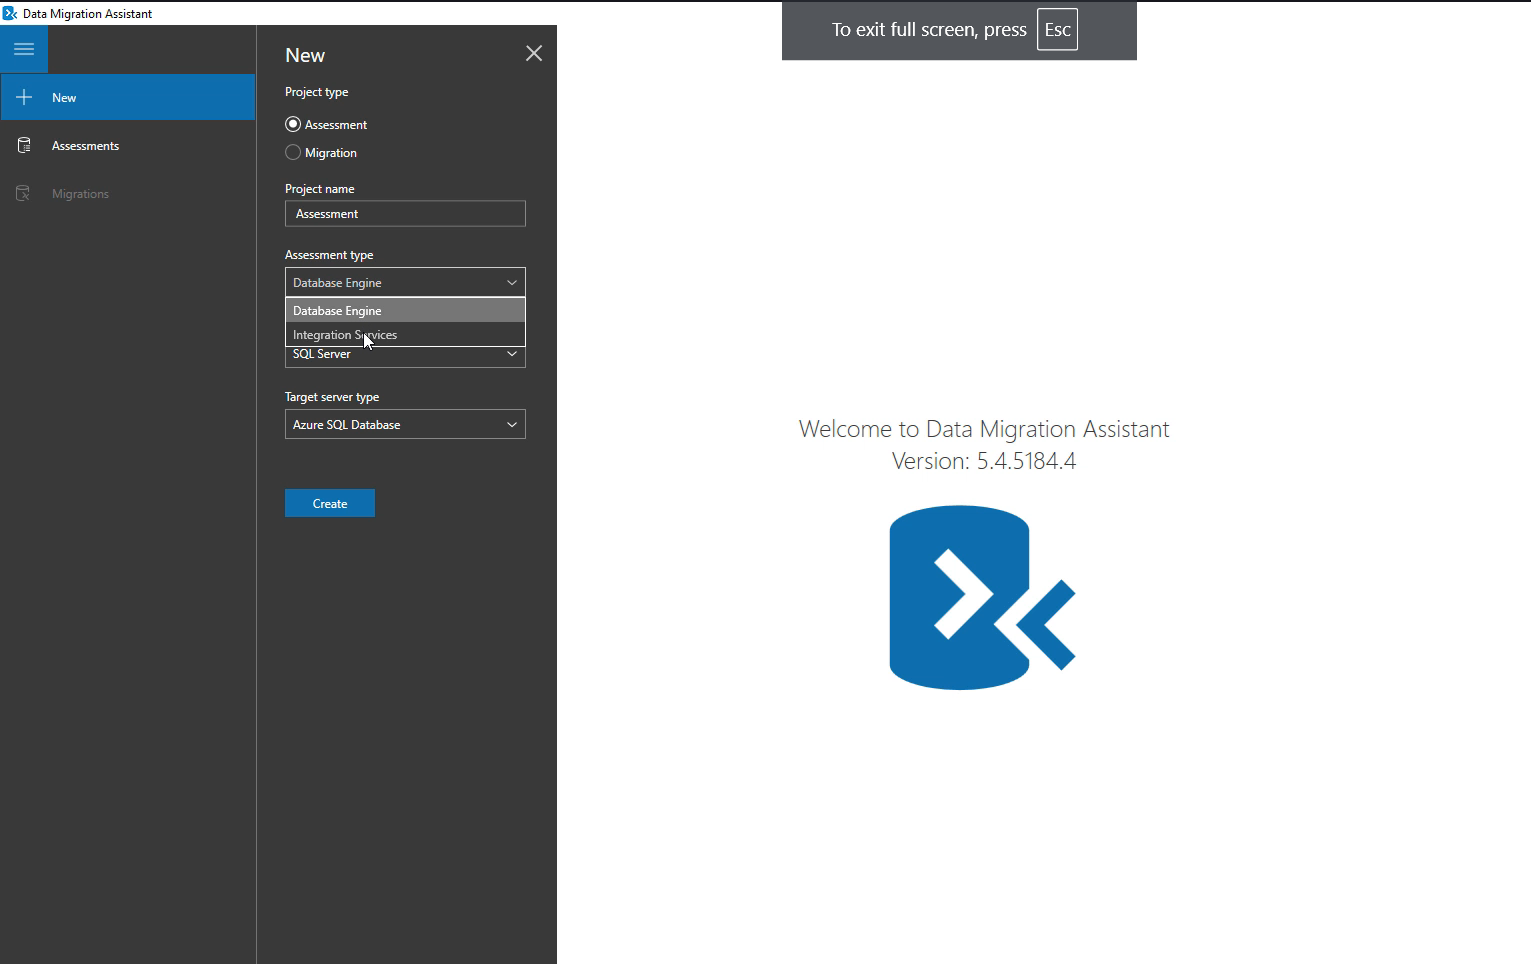 Data Migration Assistant
To exit full screen, press Esc
New
Assessments
Migrations
New
Project type
Assessment
Migration
Project name
Assessment
Assessment type
Database Engine
Database Engine
Integration Services
SQL Server
Target server type
Azure SQL Database
Create
Welcome to Data Migration Assistant
Version: 5.4.5184.4